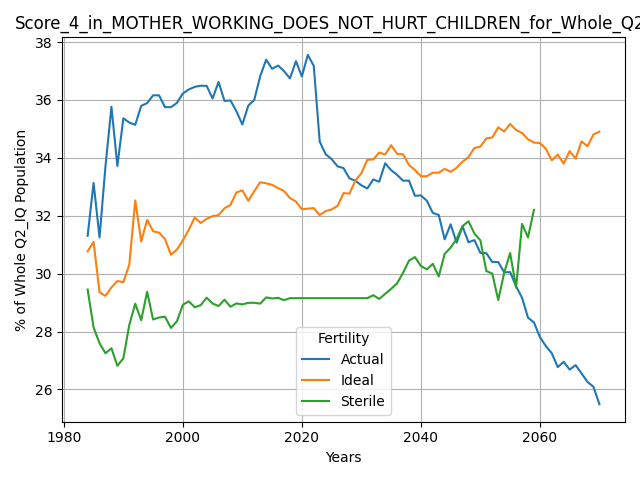 Score_4_in_MOTHER_WORKING_DOES_NOT_HURT_CHILDREN_for_Whole_Q2
% of Whole Q2_IQ Population
38
36
34
32
30
28
26
1980
2000
2020
2040
2060
Years
Fertility
Actual
Ideal
Sterile